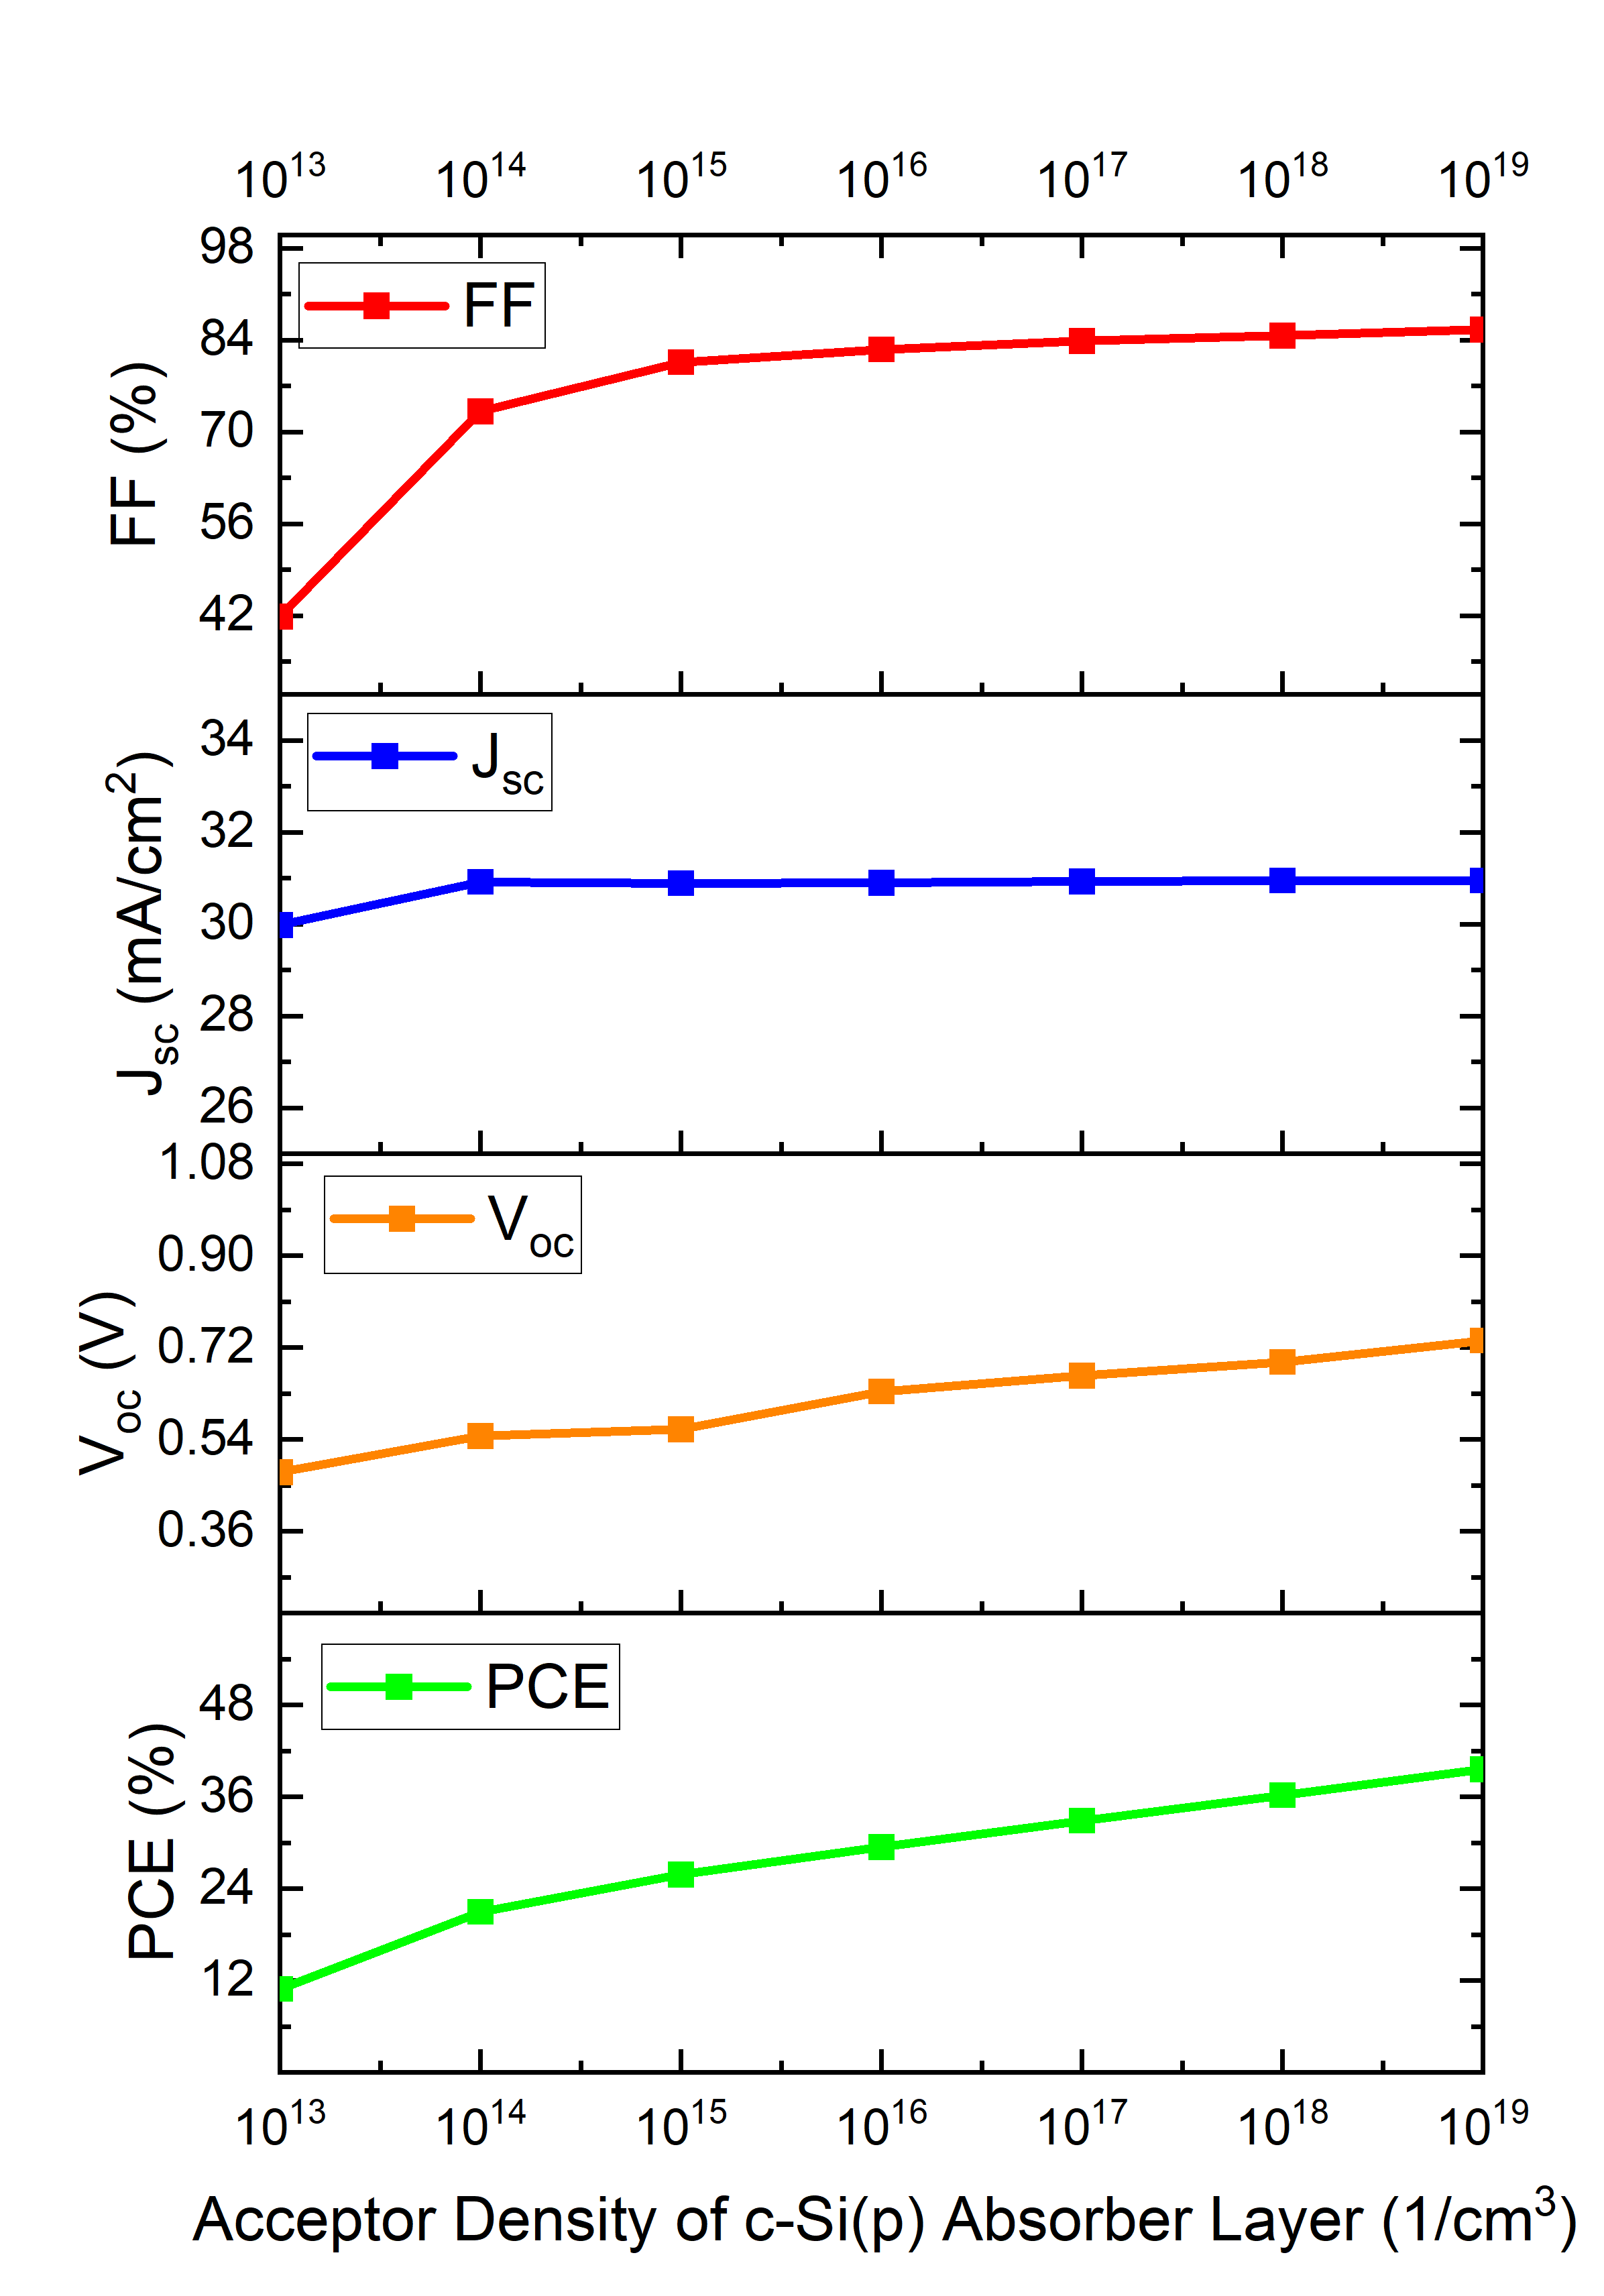 10^13 10^14 10^15 10^16 10^17 10^18 10^19
FF (%)
98
84
70
56
42
FF
J_sc (mA/cm^2)
34
32
30
28
26
J_sc
V_oc (V)
1.08
0.90
0.72
0.54
0.36
V_oc
PCE (%)
48
36
24
12
PCE
10^13 10^14 10^15 10^16 10^17 10^18 10^19
Acceptor Density of c-Si(p) Absorber Layer (1/cm^3)